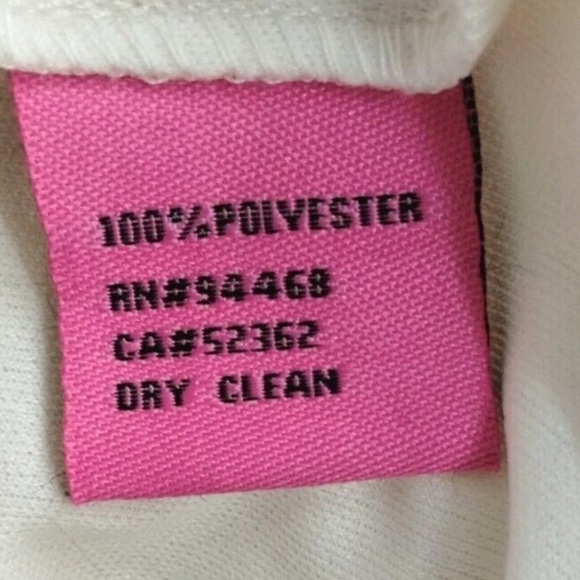 100%POLYESTER
RN#94468
CA#52362
DRY CLEAN